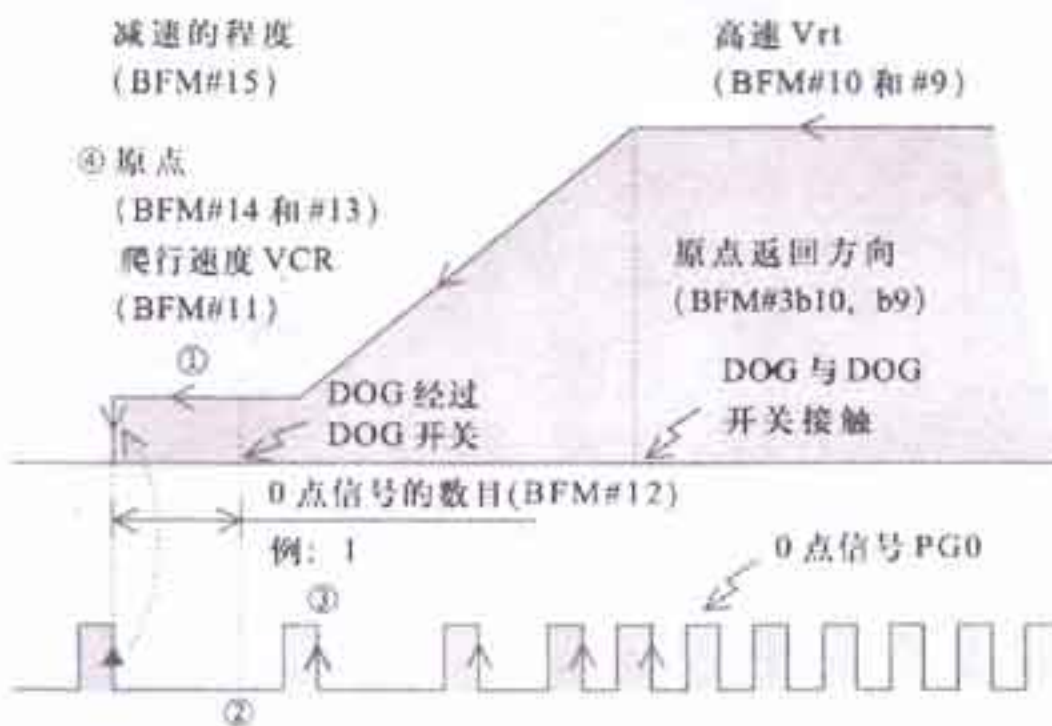 减速的程度
(BFM#15)
高速 Vrt
(BFM#10 和 #9)
④ 原点
(BFM#14 和 #13)
爬行速度 VCR
(BFM#11)
原点返回方向
(BFM#3b10, b9)
①
DOG 经过
DOG 开关
DOG 与 DOG
开关接触
0 点信号的数目(BFM#12)
例: 1
0 点信号 PG0
③
②